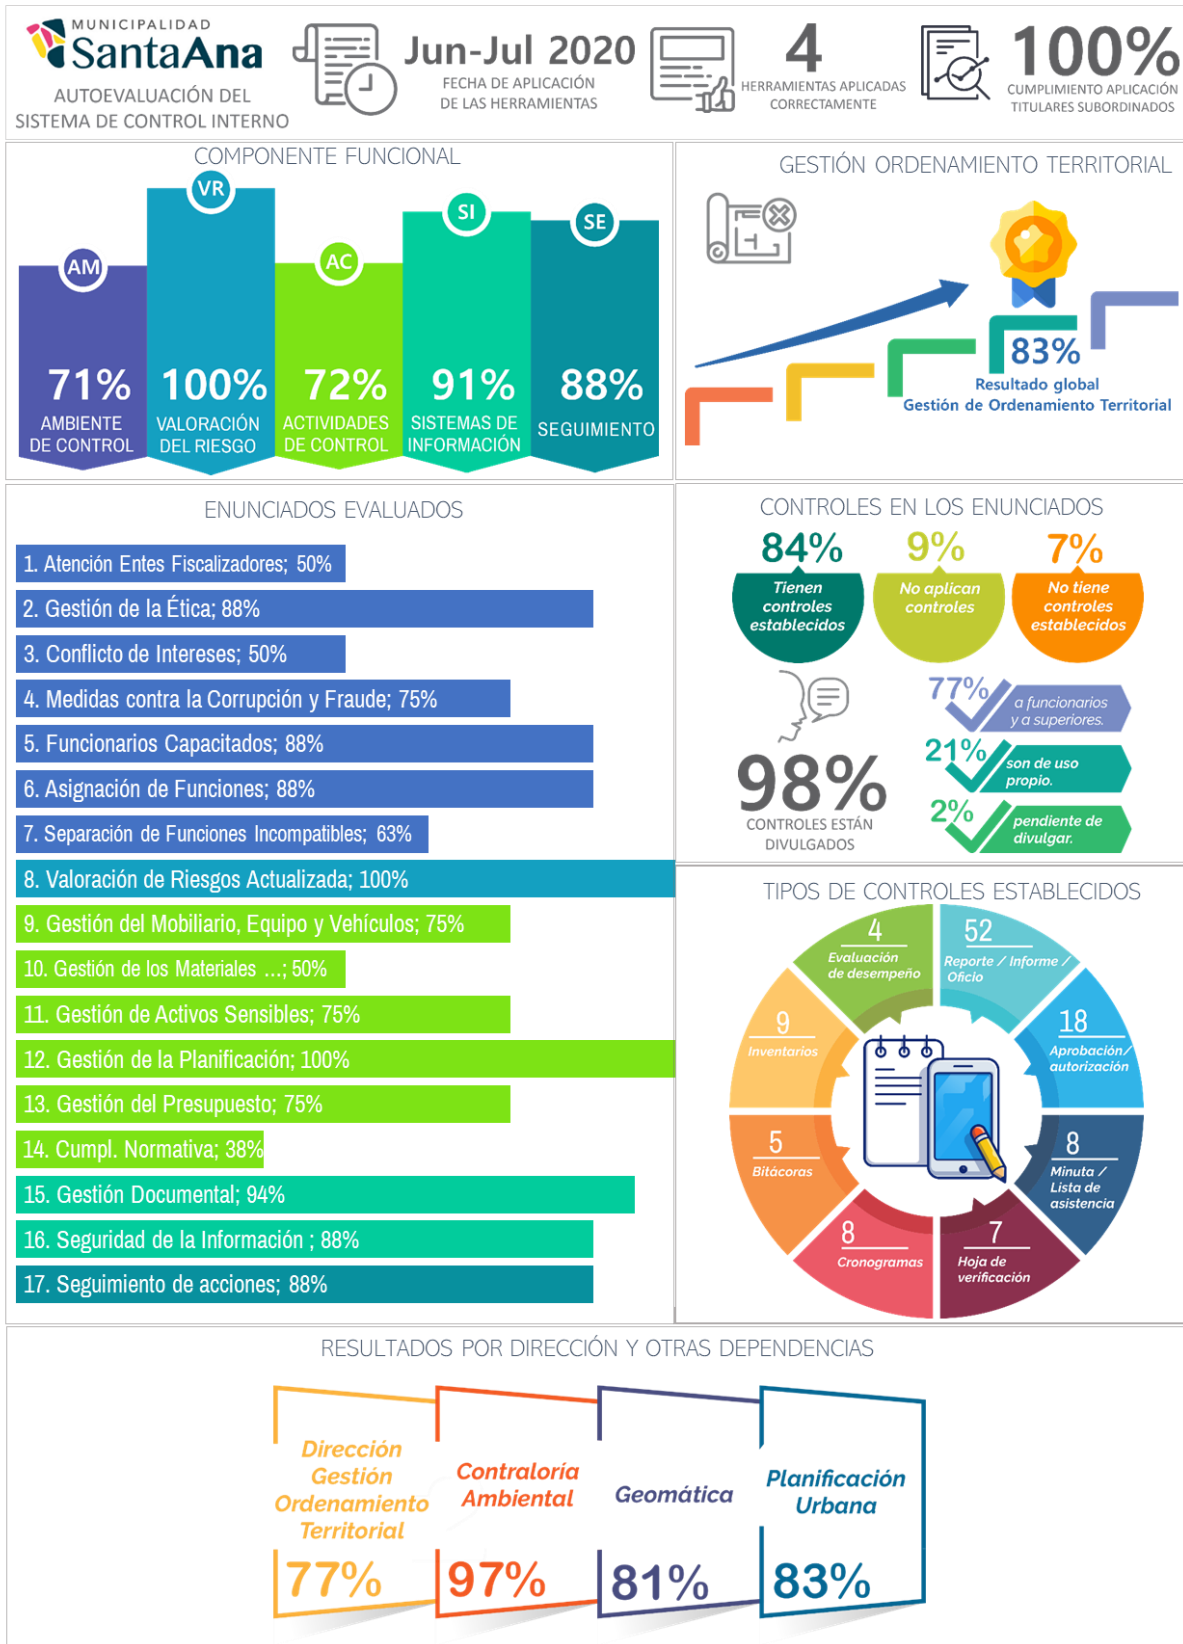 MUNICIPALIDAD
SantaAna
AUTOEVALUACIÓN DEL
SISTEMA DE CONTROL INTERNO
Jun-Jul 2020
FECHA DE APLICACIÓN
DE LAS HERRAMIENTAS
4
HERRAMIENTAS APLICADAS
CORRECTAMENTE
100%
CUMPLIMIENTO APLICACIÓN
TITULARES SUBORDINADOS
COMPONENTE FUNCIONAL
AM
71%
AMBIENTE
DE CONTROL
VR
100%
VALORACIÓN
DEL RIESGO
AC
72%
ACTIVIDADES
DE CONTROL
SI
91%
SISTEMAS DE
INFORMACIÓN
SE
88%
SEGUIMIENTO
GESTIÓN ORDENAMIENTO TERRITORIAL
83%
Resultado global
Gestión de Ordenamiento Territorial
ENUNCIADOS EVALUADOS
1. Atención Entes Fiscalizadores; 50%
2. Gestión de la Ética; 88%
3. Conflicto de Intereses; 50%
4. Medidas contra la Corrupción y Fraude; 75%
5. Funcionarios Capacitados; 88%
6. Asignación de Funciones; 88%
7. Separación de Funciones Incompatibles; 63%
8. Valoración de Riesgos Actualizada; 100%
9. Gestión del Mobiliario, Equipo y Vehículos; 75%
10. Gestión de los Materiales ...; 50%
11. Gestión de Activos Sensibles; 75%
12. Gestión de la Planificación; 100%
13. Gestión del Presupuesto; 75%
14. Cumpl. Normativa; 38%
15. Gestión Documental; 94%
16. Seguridad de la Información ; 88%
17. Seguimiento de acciones; 88%
CONTROLES EN LOS ENUNCIADOS
84%
Tienen
controles
establecidos
9%
No aplican
controles
7%
No tiene
controles
establecidos
98%
CONTROLES ESTÁN
DIVULGADOS
77%
a funcionarios
y a superiores.
21%
son de uso
propio.
2%
pendiente de
divulgar.
TIPOS DE CONTROLES ESTABLECIDOS
4
Evaluación
de desempeño
52
Reporte / Informe /
Oficio
18
Aprobación/
autorización
8
Minuta /
Lista de
asistencia
7
Hoja de
verificación
8
Cronogramas
5
Bitácoras
9
Inventarios
RESULTADOS POR DIRECCIÓN Y OTRAS DEPENDENCIAS
Dirección
Gestión
Ordenamiento
Territorial
77%
Contraloría
Ambiental
97%
Geomática
81%
Planificación
Urbana
83%